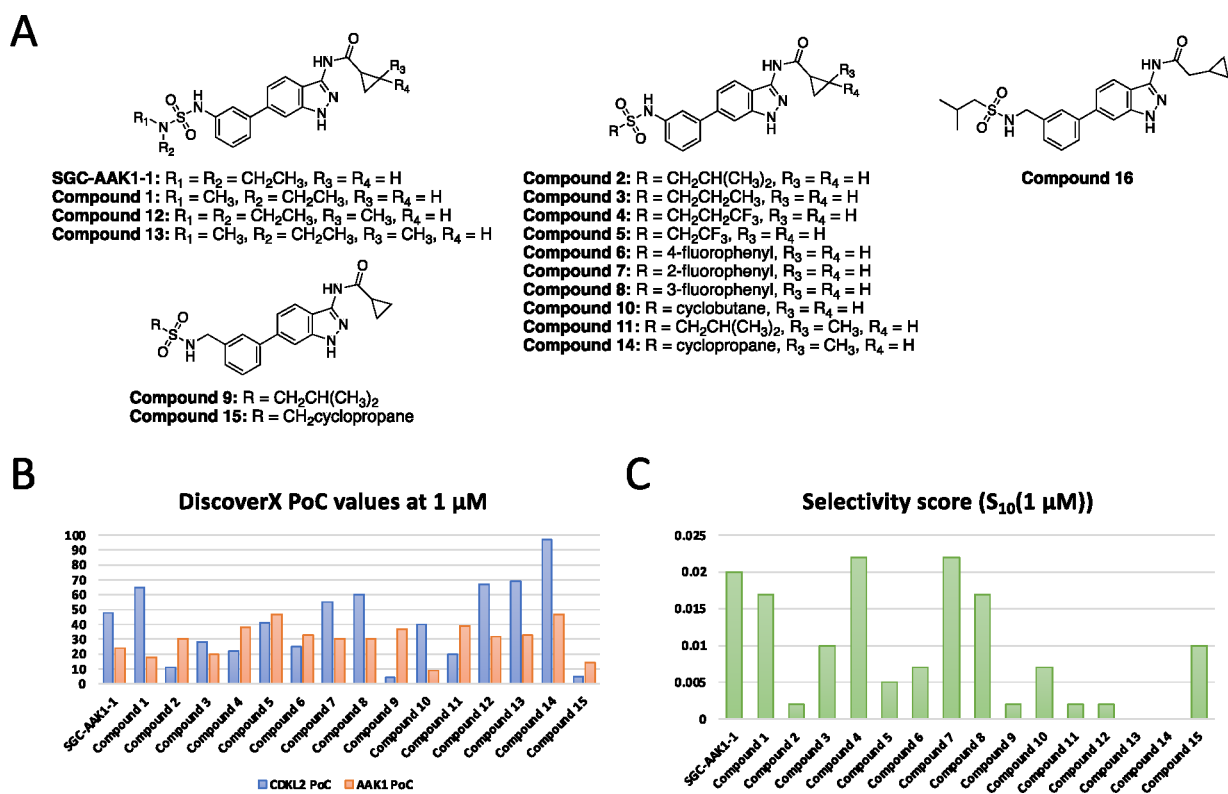 A
O
HN
R₃
R₄
O
H
N
S
O
R₁
N
R₂
N
N
H
SGC-AAK1-1: R₁ = R₂ = CH₂CH₃, R₃ = R₄ = H
Compound 1: R₁ = CH₃, R₂ = CH₂CH₃, R₃ = R₄ = H
Compound 12: R₁ = R₂ = CH₂CH₃, R₃ = CH₃, R₄ = H
Compound 13: R₁ = CH₃, R₂ = CH₂CH₃, R₃ = CH₃, R₄ = H
O
HN
R₃
R₄
O
H
N
S
R
O
N
N
H
Compound 2: R = CH₂CH(CH₃)₂, R₃ = R₄ = H
Compound 3: R = CH₂CH₂CH₃, R₃ = R₄ = H
Compound 4: R = CH₂CH₂CF₃, R₃ = R₄ = H
Compound 5: R = CH₂CF₃, R₃ = R₄ = H
Compound 6: R = 4-fluorophenyl, R₃ = R₄ = H
Compound 7: R = 2-fluorophenyl, R₃ = R₄ = H
Compound 8: R = 3-fluorophenyl, R₃ = R₄ = H
Compound 10: R = cyclobutane, R₃ = R₄ = H
Compound 11: R = CH₂CH(CH₃)₂, R₃ = CH₃, R₄ = H
Compound 14: R = cyclopropane, R₃ = CH₃, R₄ = H
O
HN
O
S
O
N
H
N
N
H
Compound 16
O
HN
R
O
S
O
N
H
N
N
H
Compound 9: R = CH₂CH(CH₃)₂
Compound 15: R = CH₂cyclopropane
B
DiscoverX PoC values at 1 µM
100
90
80
70
60
50
40
30
20
10
0
SGC-AAK1-1
Compound 1
Compound 2
Compound 3
Compound 4
Compound 5
Compound 6
Compound 7
Compound 8
Compound 9
Compound 10
Compound 11
Compound 12
Compound 13
Compound 14
Compound 15
CDKL2 PoC AAK1 PoC
C
Selectivity score (S₁₀(1 µM))
0.025
0.02
0.015
0.01
0.005
0
SGC-AAK1-1
Compound 1
Compound 2
Compound 3
Compound 4
Compound 5
Compound 6
Compound 7
Compound 8
Compound 9
Compound 10
Compound 11
Compound 12
Compound 13
Compound 14
Compound 15